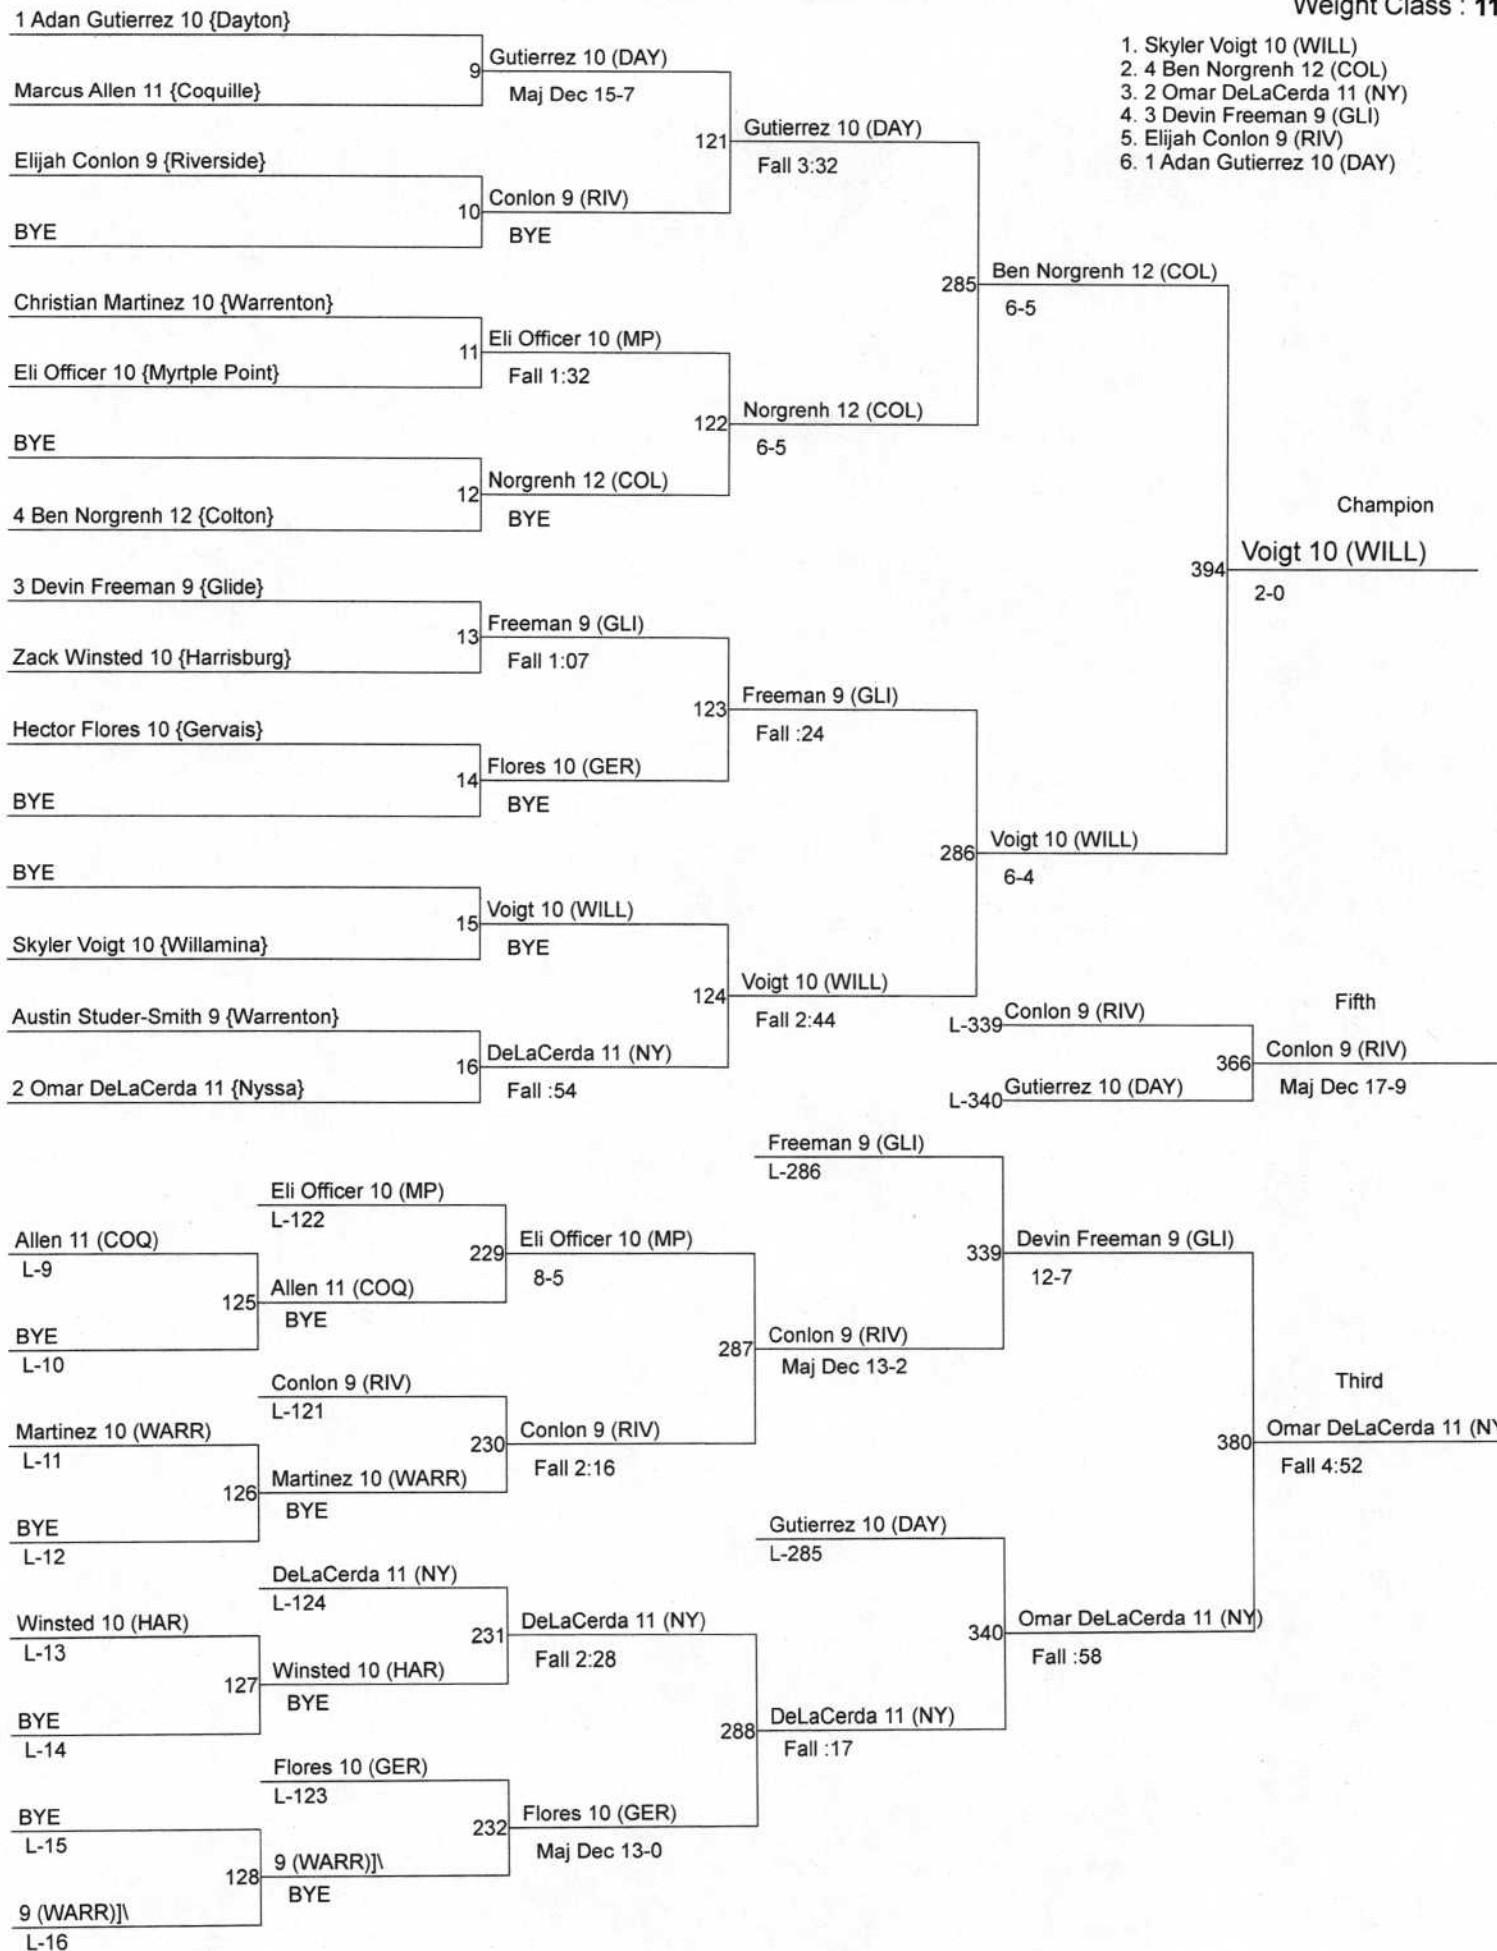 Weight Class : 11
1. Skyler Voigt 10 (WILL)
2. 4 Ben Norgrenh 12 (COL)
3. 2 Omar DeLaCerda 11 (NY)
4. 3 Devin Freeman 9 (GLI)
5. Elijah Conlon 9 (RIV)
6. 1 Adan Gutierrez 10 (DAY)
1 Adan Gutierrez 10 {Dayton}
9
Gutierrez 10 (DAY)
Maj Dec 15-7
Marcus Allen 11 {Coquille}
121
Gutierrez 10 (DAY)
Fall 3:32
Elijah Conlon 9 {Riverside}
10
Conlon 9 (RIV)
BYE
BYE
285
Ben Norgrenh 12 (COL)
6-5
Christian Martinez 10 {Warrenton}
11
Eli Officer 10 (MP)
Fall 1:32
Eli Officer 10 {Myrtple Point}
122
Norgrenh 12 (COL)
6-5
BYE
12
Norgrenh 12 (COL)
BYE
4 Ben Norgrenh 12 {Colton}
Champion
394
Voigt 10 (WILL)
2-0
3 Devin Freeman 9 {Glide}
13
Freeman 9 (GLI)
Fall 1:07
Zack Winsted 10 {Harrisburg}
123
Freeman 9 (GLI)
Fall :24
Hector Flores 10 {Gervais}
14
Flores 10 (GER)
BYE
BYE
286
Voigt 10 (WILL)
6-4
BYE
15
Voigt 10 (WILL)
BYE
Skyler Voigt 10 {Willamina}
124
Voigt 10 (WILL)
Fall 2:44
Austin Studer-Smith 9 {Warrenton}
16
DeLaCerda 11 (NY)
Fall :54
2 Omar DeLaCerda 11 {Nyssa}
Fifth
L-339
Conlon 9 (RIV)
366
Conlon 9 (RIV)
Maj Dec 17-9
L-340
Gutierrez 10 (DAY)
Freeman 9 (GLI)
L-286
Eli Officer 10 (MP)
L-122
Allen 11 (COQ)
L-9
229
Eli Officer 10 (MP)
8-5
339
Devin Freeman 9 (GLI)
12-7
125
Allen 11 (COQ)
BYE
BYE
L-10
287
Conlon 9 (RIV)
Maj Dec 13-2
Conlon 9 (RIV)
L-121
Martinez 10 (WARR)
L-11
230
Conlon 9 (RIV)
Fall 2:16
Third
380
Omar DeLaCerda 11 (NY
Fall 4:52
126
Martinez 10 (WARR)
BYE
BYE
L-12
Gutierrez 10 (DAY)
L-285
DeLaCerda 11 (NY)
L-124
Winsted 10 (HAR)
L-13
231
DeLaCerda 11 (NY)
Fall 2:28
340
Omar DeLaCerda 11 (NY)
Fall :58
127
Winsted 10 (HAR)
BYE
BYE
L-14
288
DeLaCerda 11 (NY)
Fall :17
Flores 10 (GER)
L-123
BYE
L-15
232
Flores 10 (GER)
Maj Dec 13-0
128
9 (WARR)]\
BYE
9 (WARR)]\
L-16